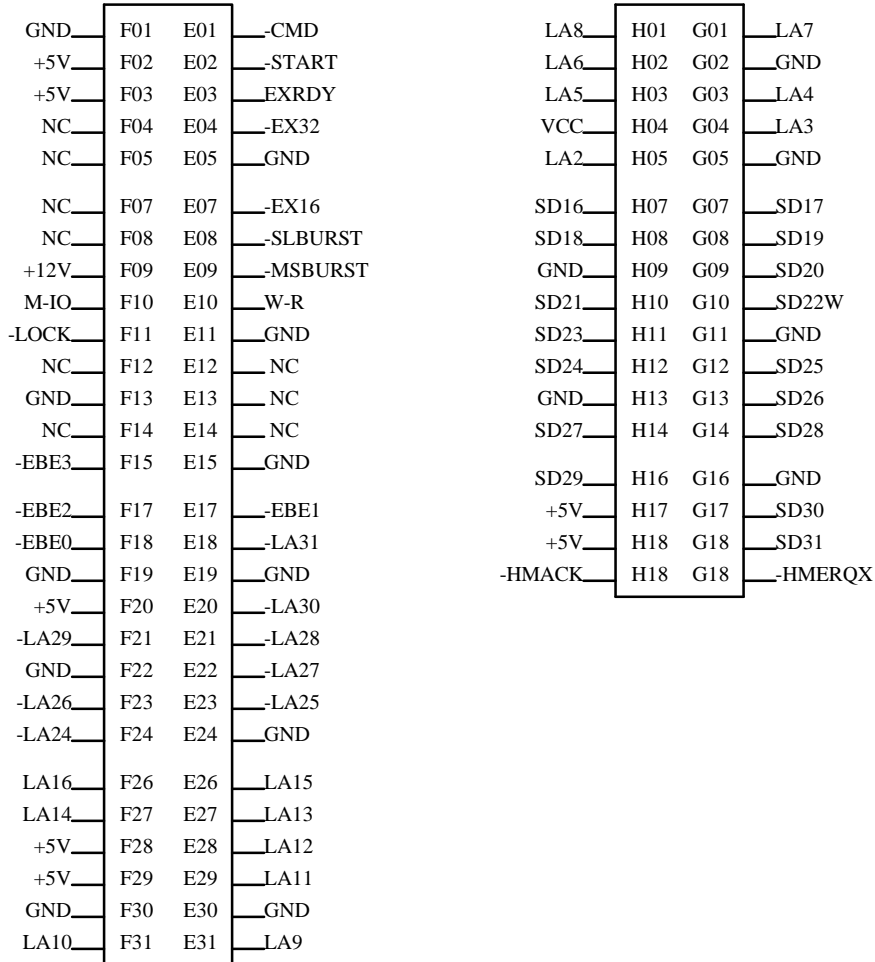 GND F01 E01 -CMD
+5V F02 E02 -START
+5V F03 E03 EXRDY
NC F04 E04 -EX32
NC F05 E05 GND
NC F07 E07 -EX16
NC F08 E08 -SLBURST
+12V F09 E09 -MSBURST
M-IO F10 E10 W-R
-LOCK F11 E11 GND
NC F12 E12 NC
GND F13 E13 NC
NC F14 E14 NC
-EBE3 F15 E15 GND
-EBE2 F17 E17 -EBE1
-EBE0 F18 E18 -LA31
GND F19 E19 GND
+5V F20 E20 -LA30
-LA29 F21 E21 -LA28
GND F22 E22 -LA27
-LA26 F23 E23 -LA25
-LA24 F24 E24 GND
LA16 F26 E26 LA15
LA14 F27 E27 LA13
+5V F28 E28 LA12
+5V F29 E29 LA11
GND F30 E30 GND
LA10 F31 E31 LA9
LA8 H01 G01 LA7
LA6 H02 G02 GND
LA5 H03 G03 LA4
VCC H04 G04 LA3
LA2 H05 G05 GND
SD16 H07 G07 SD17
SD18 H08 G08 SD19
GND H09 G09 SD20
SD21 H10 G10 SD22W
SD23 H11 G11 GND
SD24 H12 G12 SD25
GND H13 G13 SD26
SD27 H14 G14 SD28
SD29 H16 G16 GND
+5V H17 G17 SD30
+5V H18 G18 SD31
-HMACK H18 G18 -HMERQX